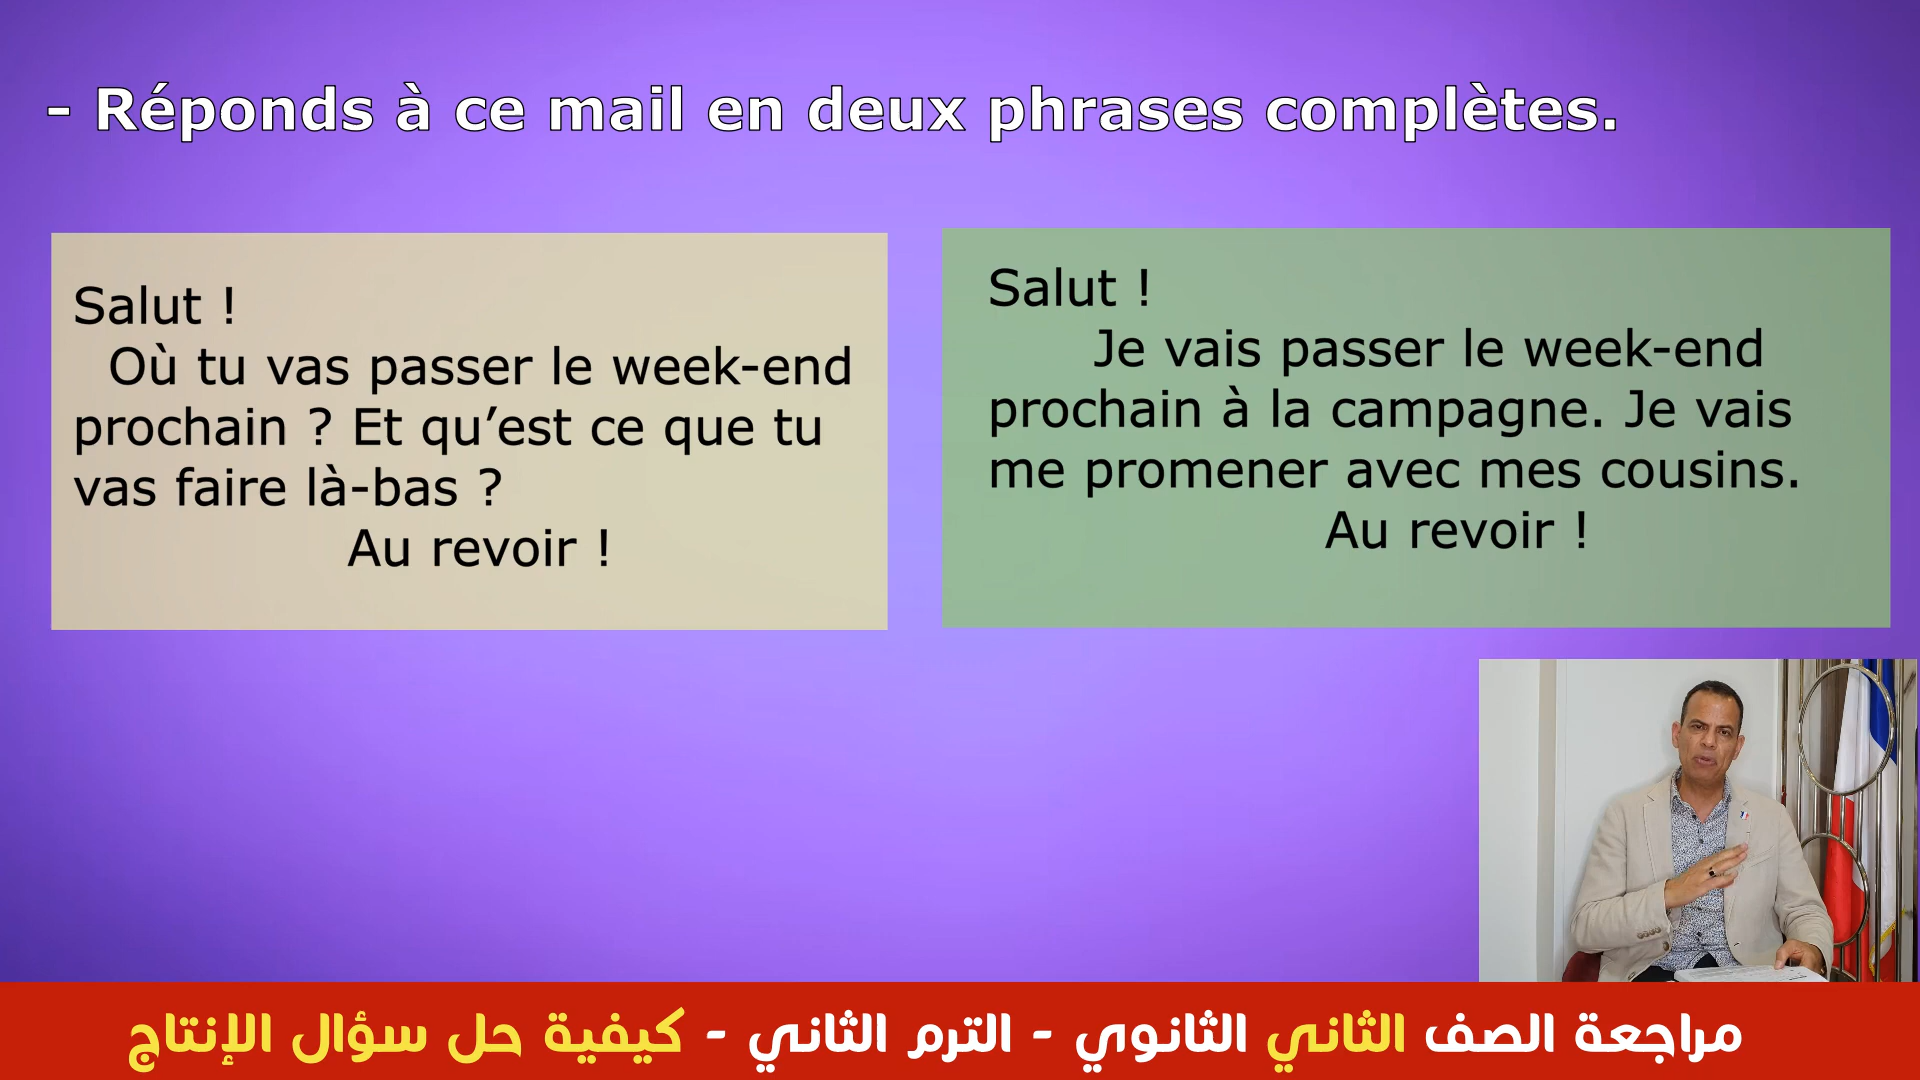 - Réponds à ce mail en deux phrases complètes.
Salut !
Où tu vas passer le week-end
prochain ? Et qu’est ce que tu
vas faire là-bas ?
Au revoir !
Salut !
Je vais passer le week-end
prochain à la campagne. Je vais
me promener avec mes cousins.
Au revoir !
مراجعة الصف الثاني الثانوي - الترم الثاني - كيفية حل سؤال الإنتاج